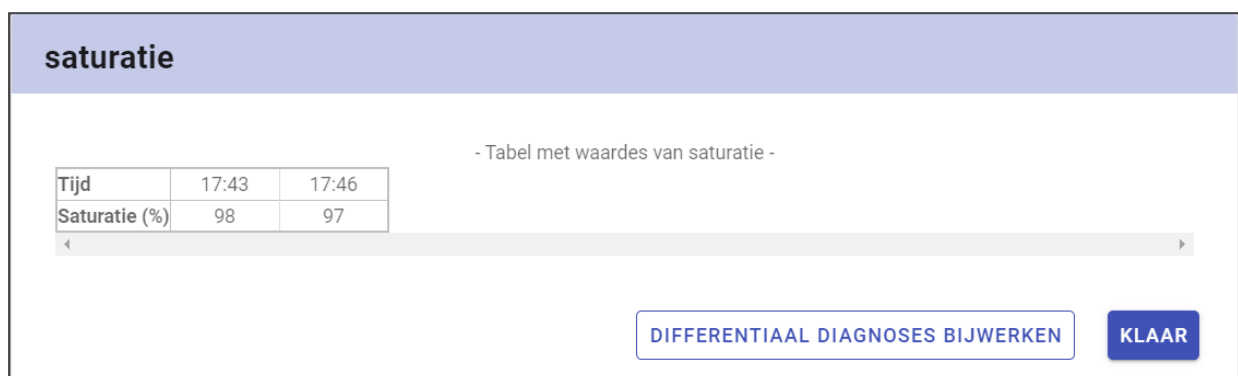 saturatie
- Tabel met waardes van saturatie -
Tijd 17:43 17:46
Saturatie (%) 98 97
DIFFERENTIAAL DIAGNOSES BIJWERKEN KLAAR